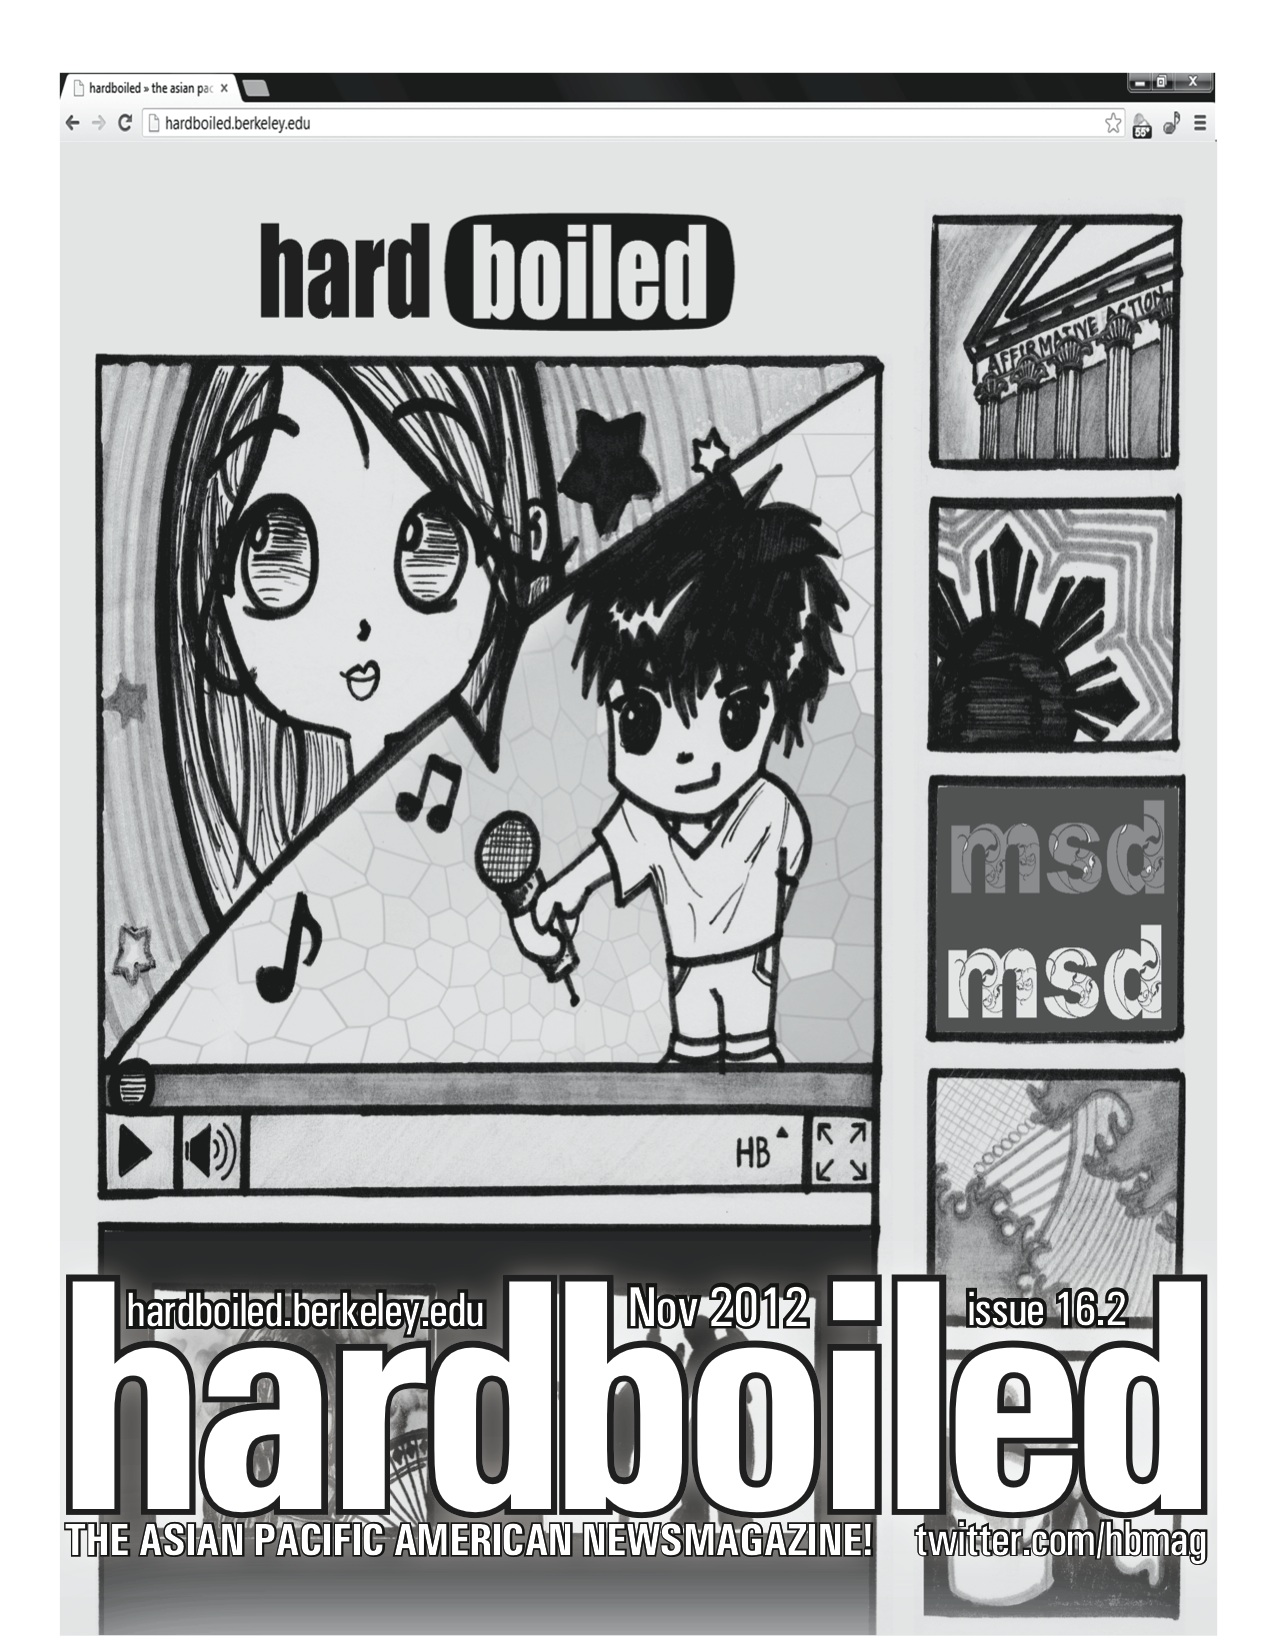 hardboiled » the asian pac
hardboiled.berkeley.edu
55°
hard boiled
AFFIRMATIVE ACTION
msd
msd
HB
hardboiled.berkeley.edu
Nov 2012
issue 16.2
hardboiled
THE ASIAN PACIFIC AMERICAN NEWSMAGAZINE!
twitter.com/hbmag